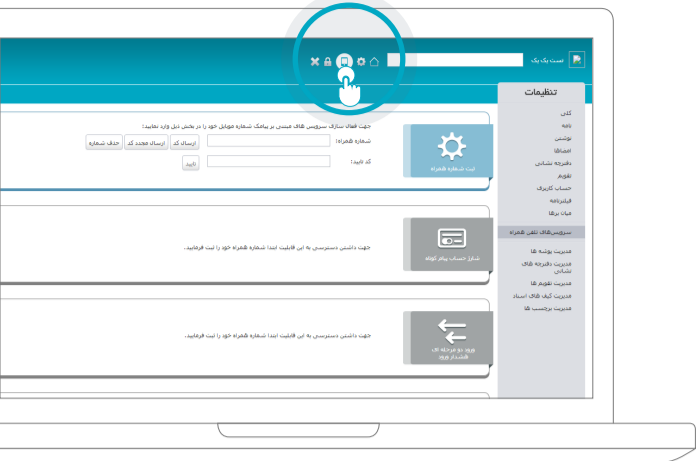 تست یک یک
تنظیمات
کلی
نامه
نوشتن
امضاها
دفترچه نشانی
تقویم
حساب کاربری
فیلترنامه
میان برها
سرویس‌های تلفن همراه
مدیریت پوشه ها
مدیریت دفترچه های
نشانی
مدیریت تقویم ها
مدیریت کیف های اسناد
مدیریت برچسب ها
ثبت شماره همراه
جهت فعال سازی سرویس های مبتنی بر پیامک شماره موبایل خود را در بخش ذیل وارد نمایید:
شماره همراه:
ارسال کد
ارسال مجدد کد
حذف شماره
کد تایید:
تایید
شارژ حساب پیام کوتاه
جهت داشتن دسترسی به این قابلیت ابتدا شماره همراه خود را ثبت فرمایید.
ورود دو مرحله ای
هشدار ورود
جهت داشتن دسترسی به این قابلیت ابتدا شماره همراه خود را ثبت فرمایید.